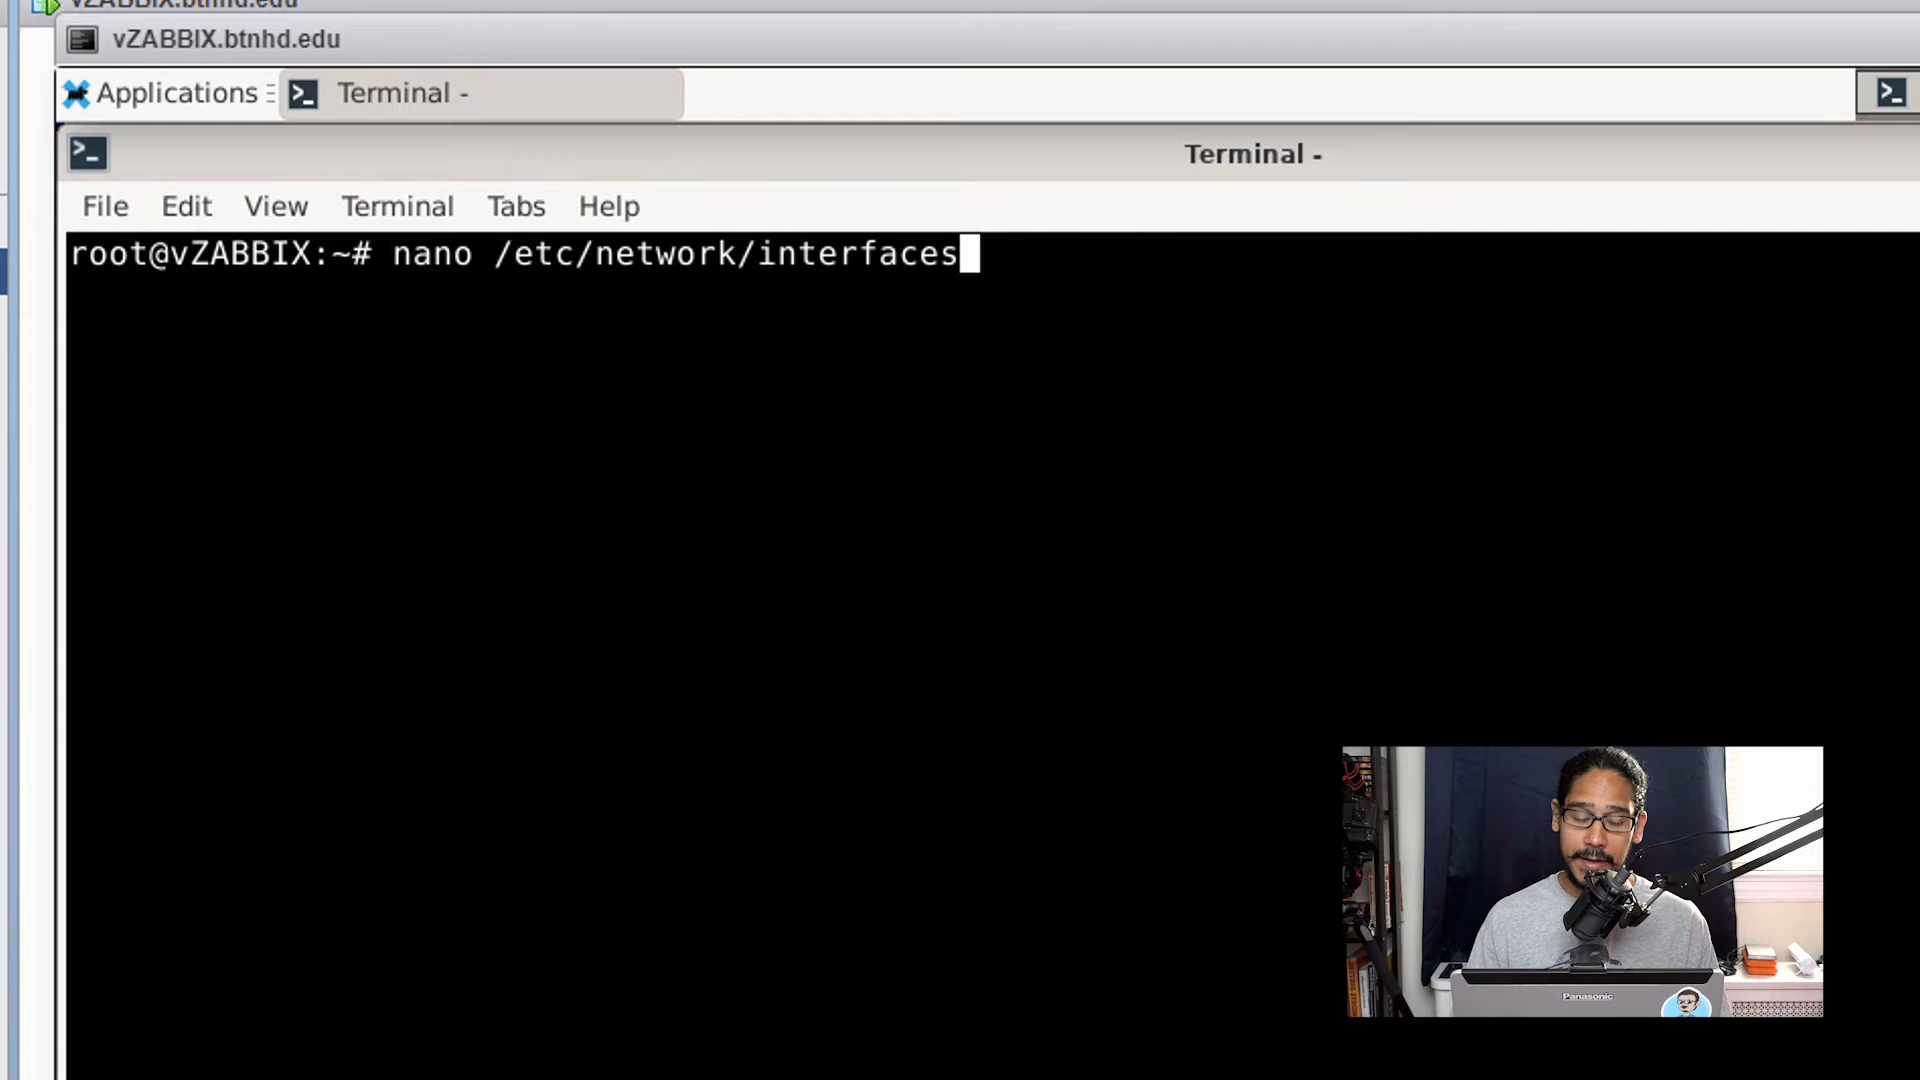 vZABBIX.btnhd.edu
vZABBIX.btnhd.edu
Applications
Terminal -
Terminal -
File Edit View Terminal Tabs Help
root@vZABBIX:~# nano /etc/network/interfaces
Panasonic